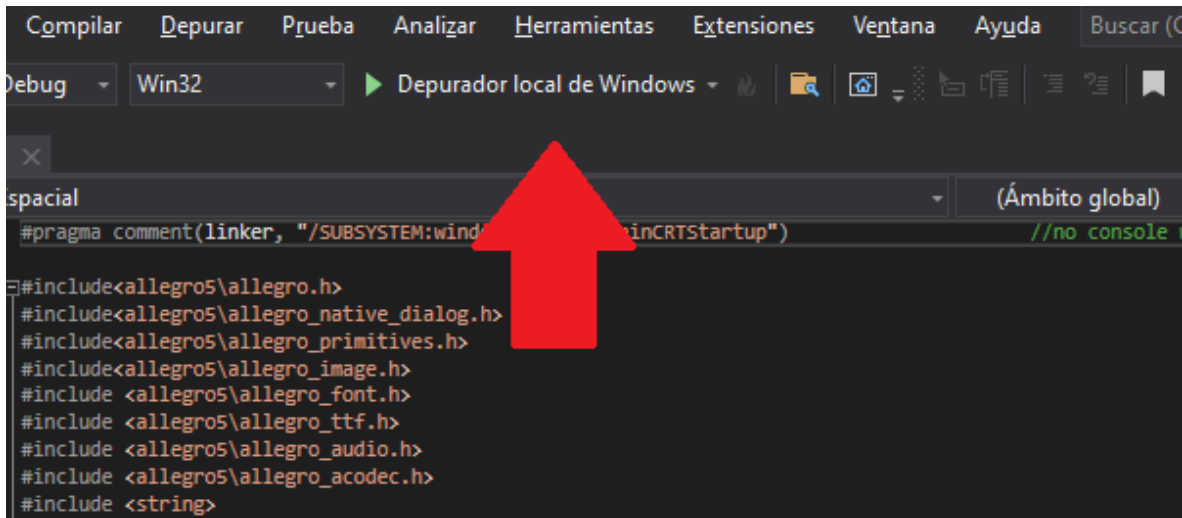 Compilar Depurar Prueba Analizar Herramientas Extensiones Ventana Ayuda Buscar (C
Debug Win32 Depurador local de Windows
spacial (Ámbito global)
#pragma comment(linker, "/SUBSYSTEM:wind inCRTStartup") //no console
#include<allegro5\allegro.h>
#include<allegro5\allegro_native_dialog.h>
#include<allegro5\allegro_primitives.h>
#include<allegro5\allegro_image.h>
#include <allegro5\allegro_font.h>
#include <allegro5\allegro_ttf.h>
#include <allegro5\allegro_audio.h>
#include <allegro5\allegro_acodec.h>
#include <string>